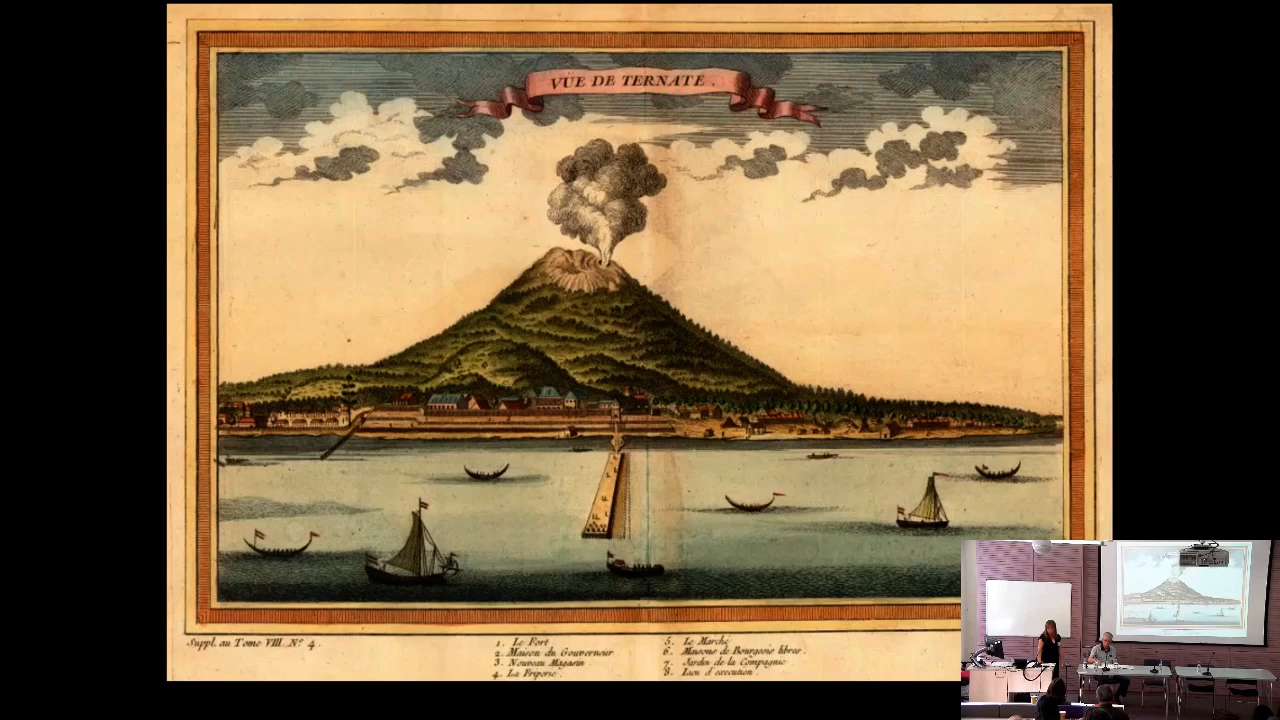 VÜE DE TERNATE.
Suppl. au Tome VIII. Nº 4.
1. Le Fort
2. Maison du Gouverneur
3. Nouveau Magasin
4. La Friperie.
5. Le Marché
6. Maisons de Bourgeois libres.
7. Jardin de la Compagnie
8. Lieu d'execution.